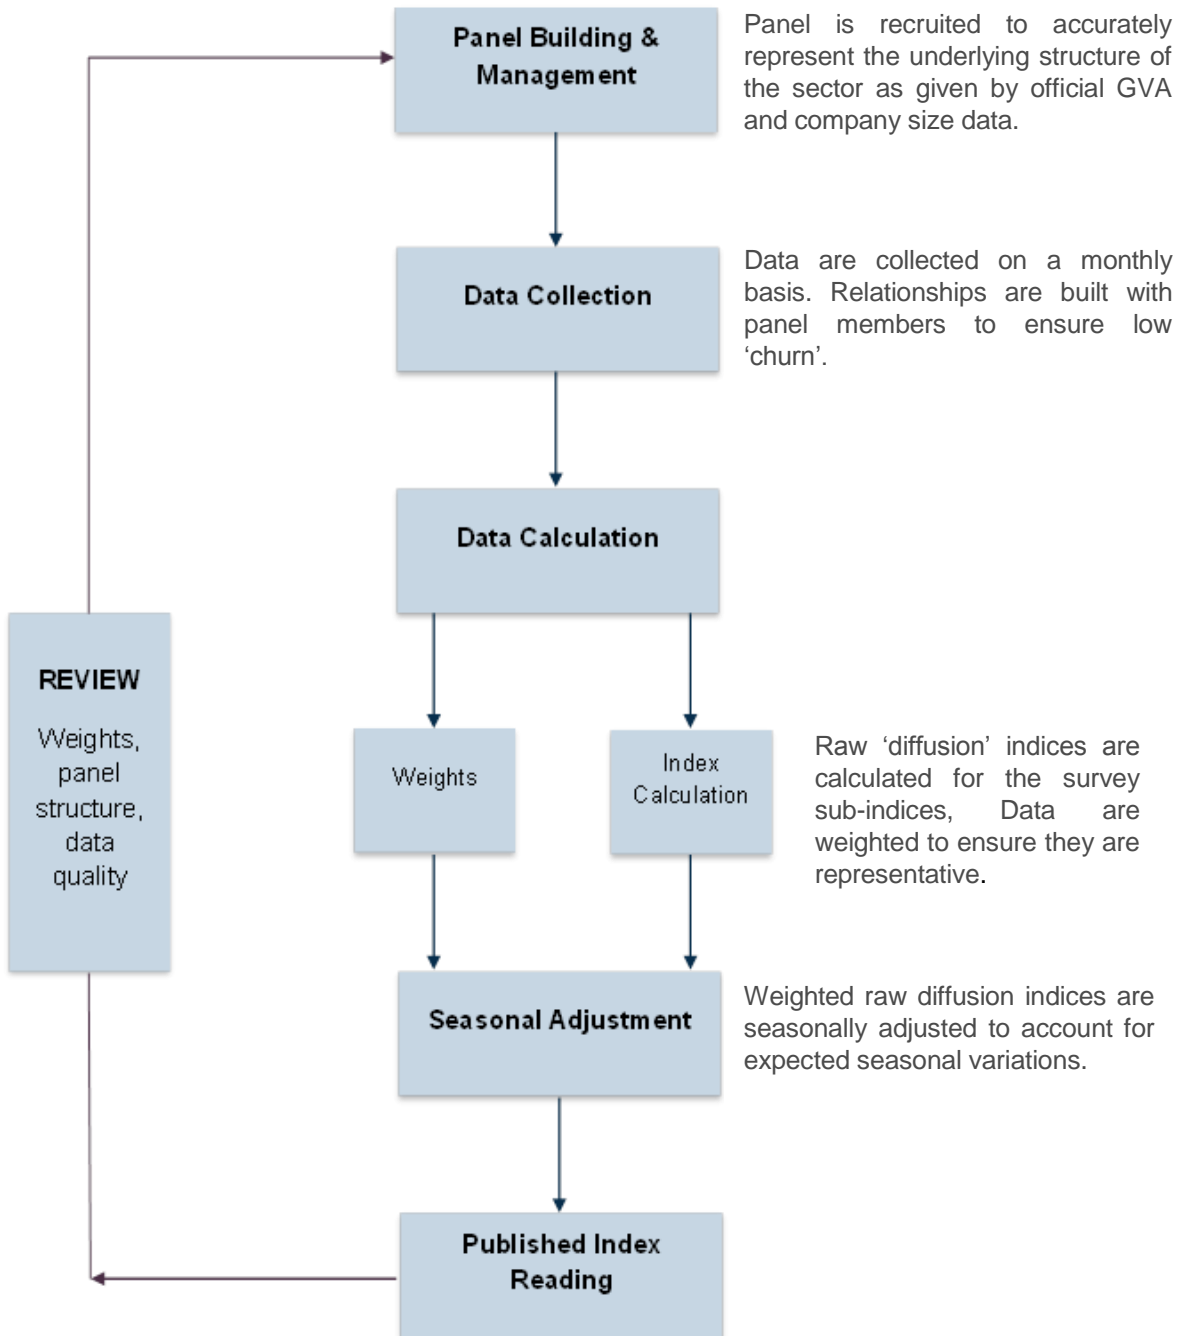 Panel Building &
Management
Panel is recruited to accurately
represent the underlying structure of
the sector as given by official GVA
and company size data.
Data Collection
Data are collected on a monthly
basis. Relationships are built with
panel members to ensure low
‘churn’.
Data Calculation
REVIEW
Weights,
panel
structure,
data
quality
Weights
Index
Calculation
Raw ‘diffusion’ indices are
calculated for the survey
sub-indices, Data are
weighted to ensure they are
representative.
Seasonal Adjustment
Weighted raw diffusion indices are
seasonally adjusted to account for
expected seasonal variations.
Published Index
Reading